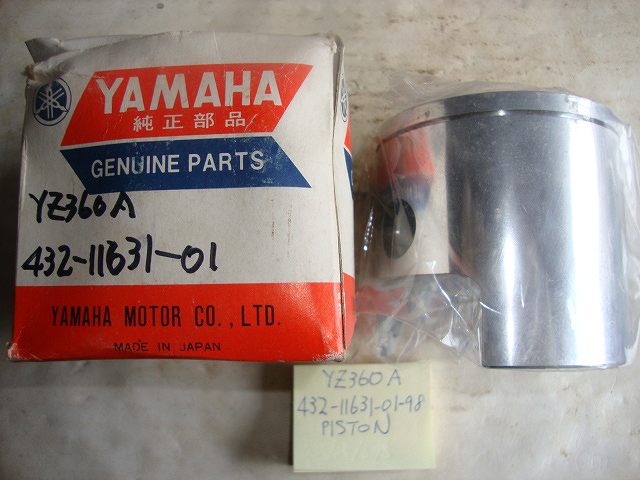 YAMAHA
純正部品
GENUINE PARTS
YZ360A
432-11631-01
YAMAHA MOTOR CO., LTD.
MADE IN JAPAN
YZ360A
432-11631-01-98
PISTON